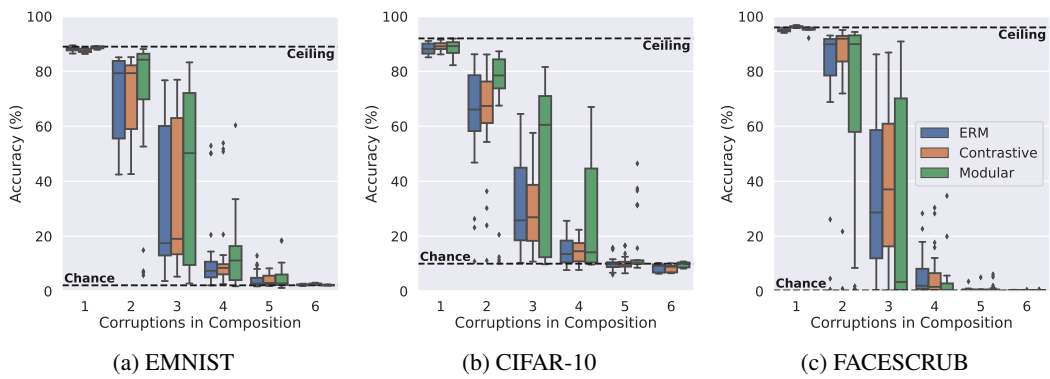 100
80
60
40
20
0
Accuracy (%)
Ceiling
Chance
1 2 3 4 5 6
Corruptions in Composition
(a) EMNIST
100
80
60
40
20
0
Accuracy (%)
Ceiling
Chance
1 2 3 4 5 6
Corruptions in Composition
(b) CIFAR-10
100
80
60
40
20
0
Accuracy (%)
Ceiling
ERM
Contrastive
Modular
Chance
1 2 3 4 5 6
Corruptions in Composition
(c) FACESCRUB